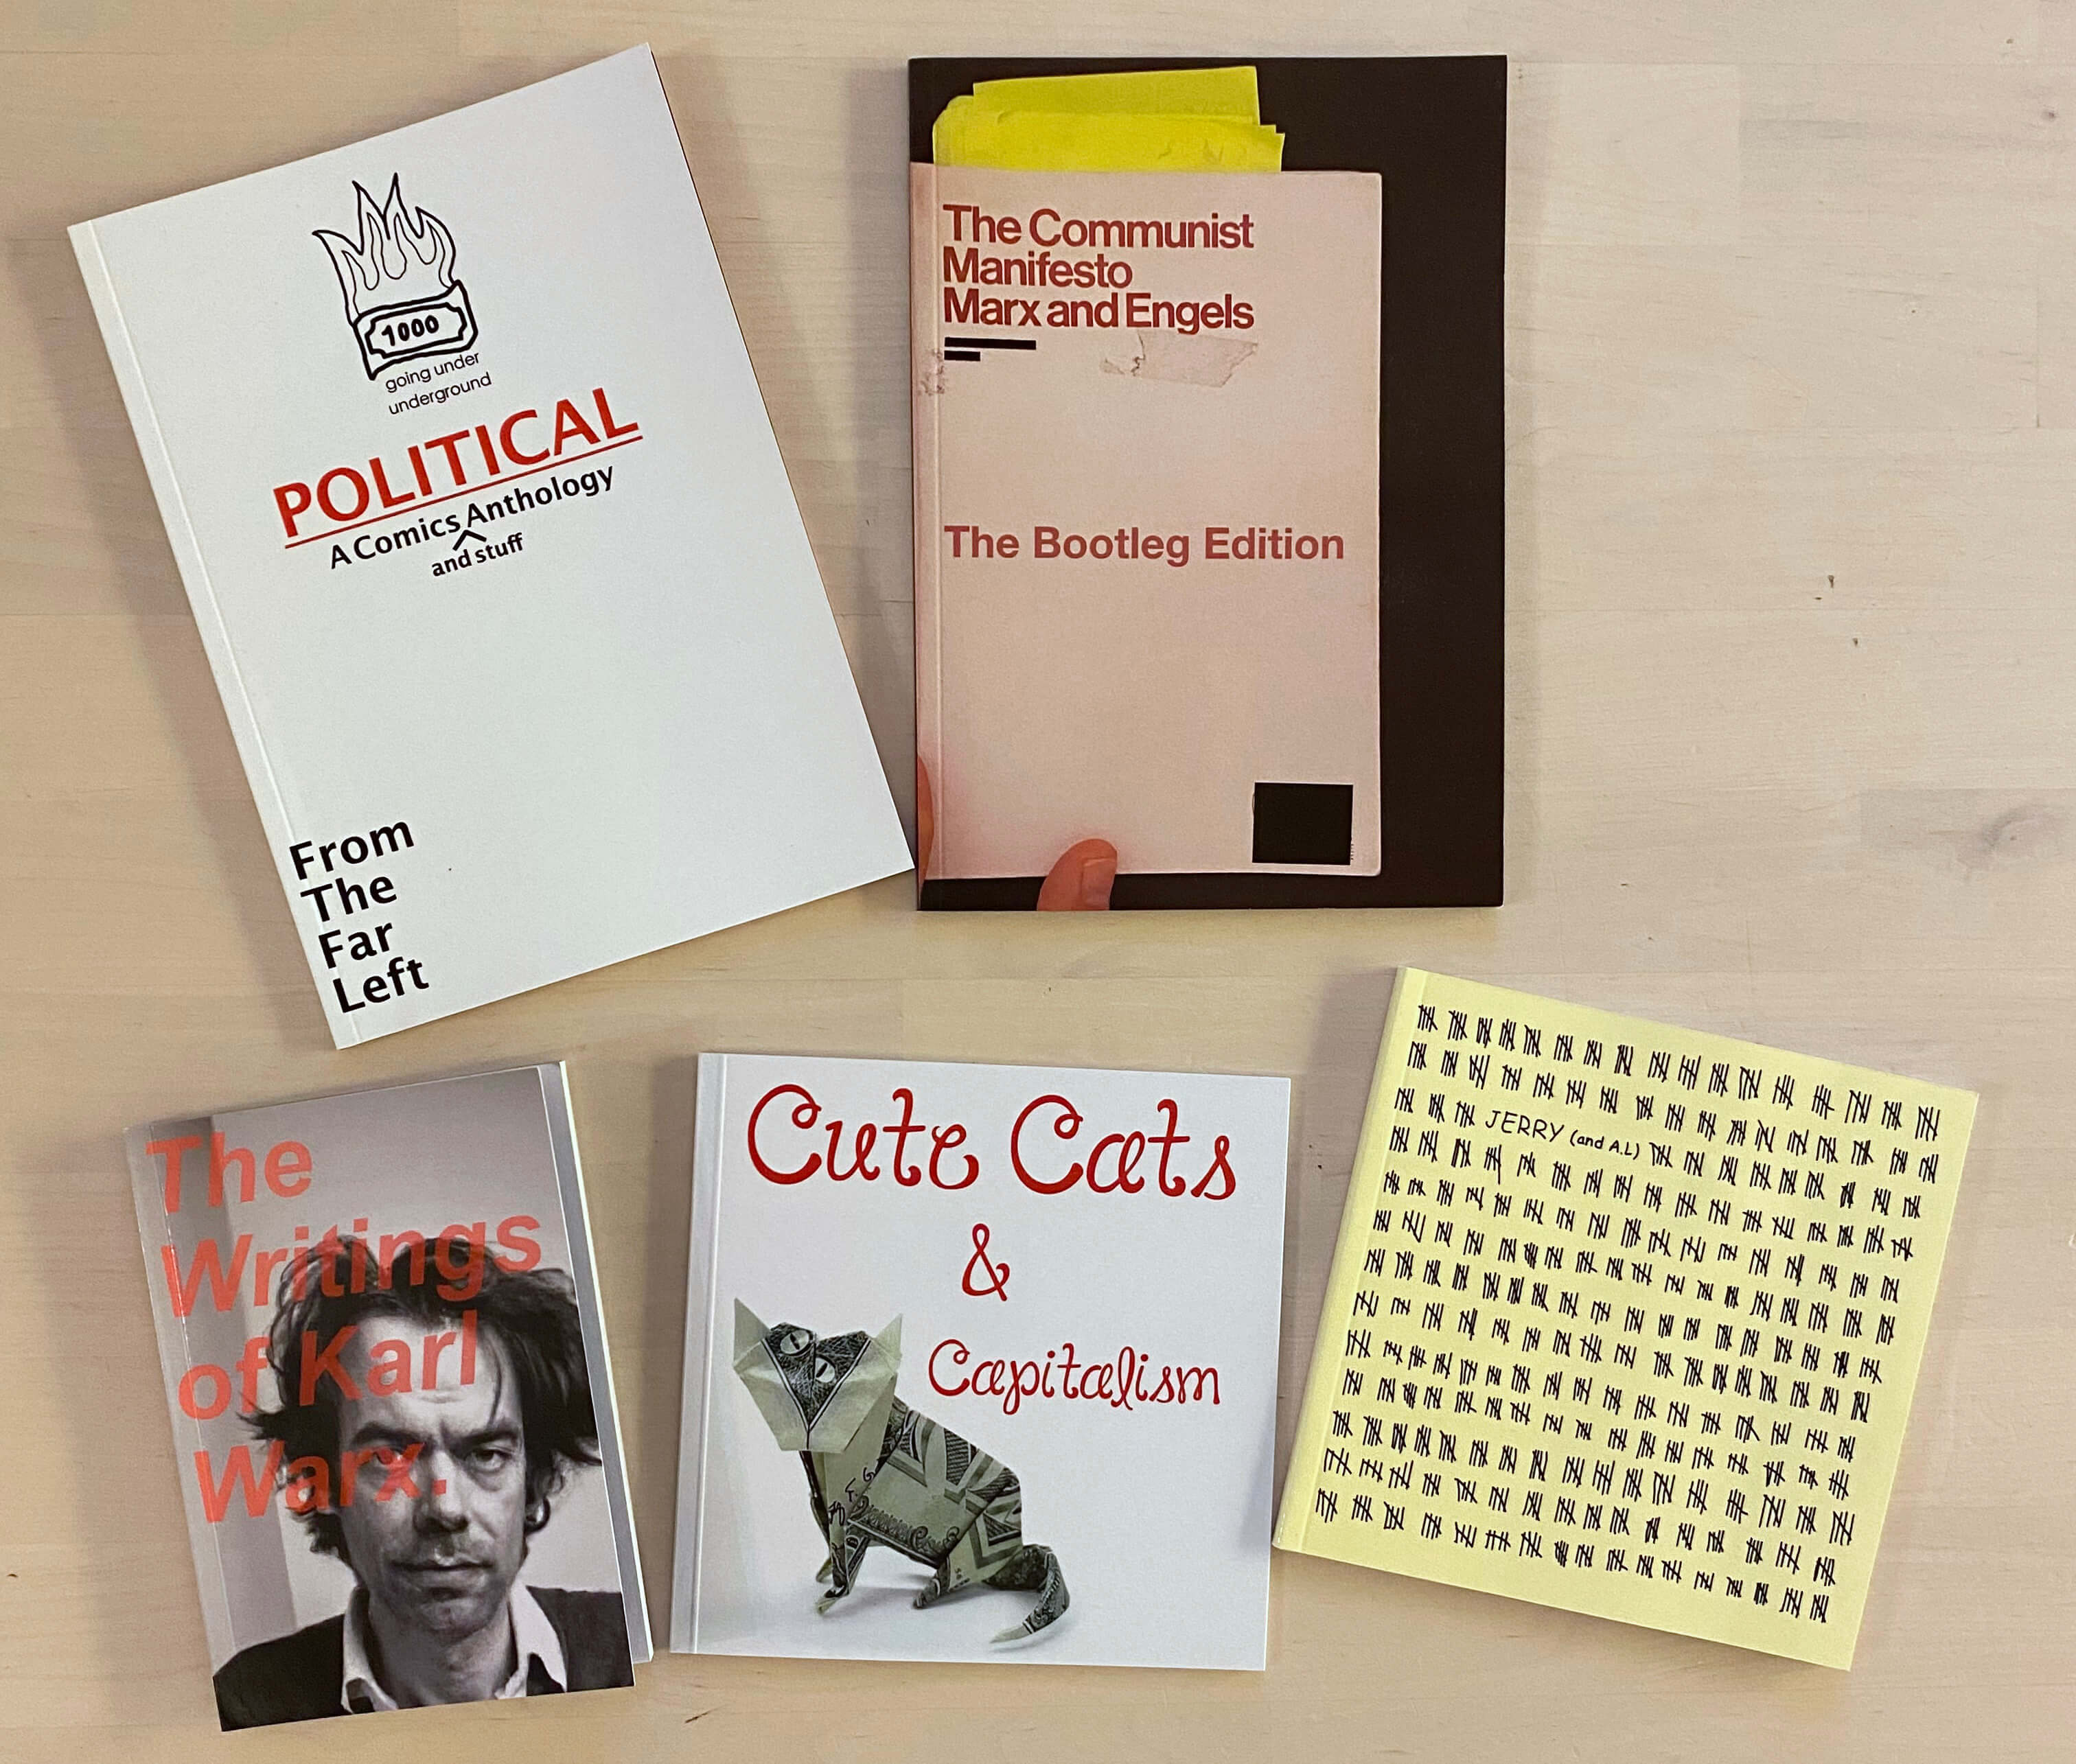 1000
going under
underground
POLITICAL
A Comics Anthology
and stuff
From
The
Far
Left
The Communist
Manifesto
Marx and Engels
The Bootleg Edition
The
Writings
of Karl
Warx.
Cute Cats
&
Capitalism
JERRY (and A.L)